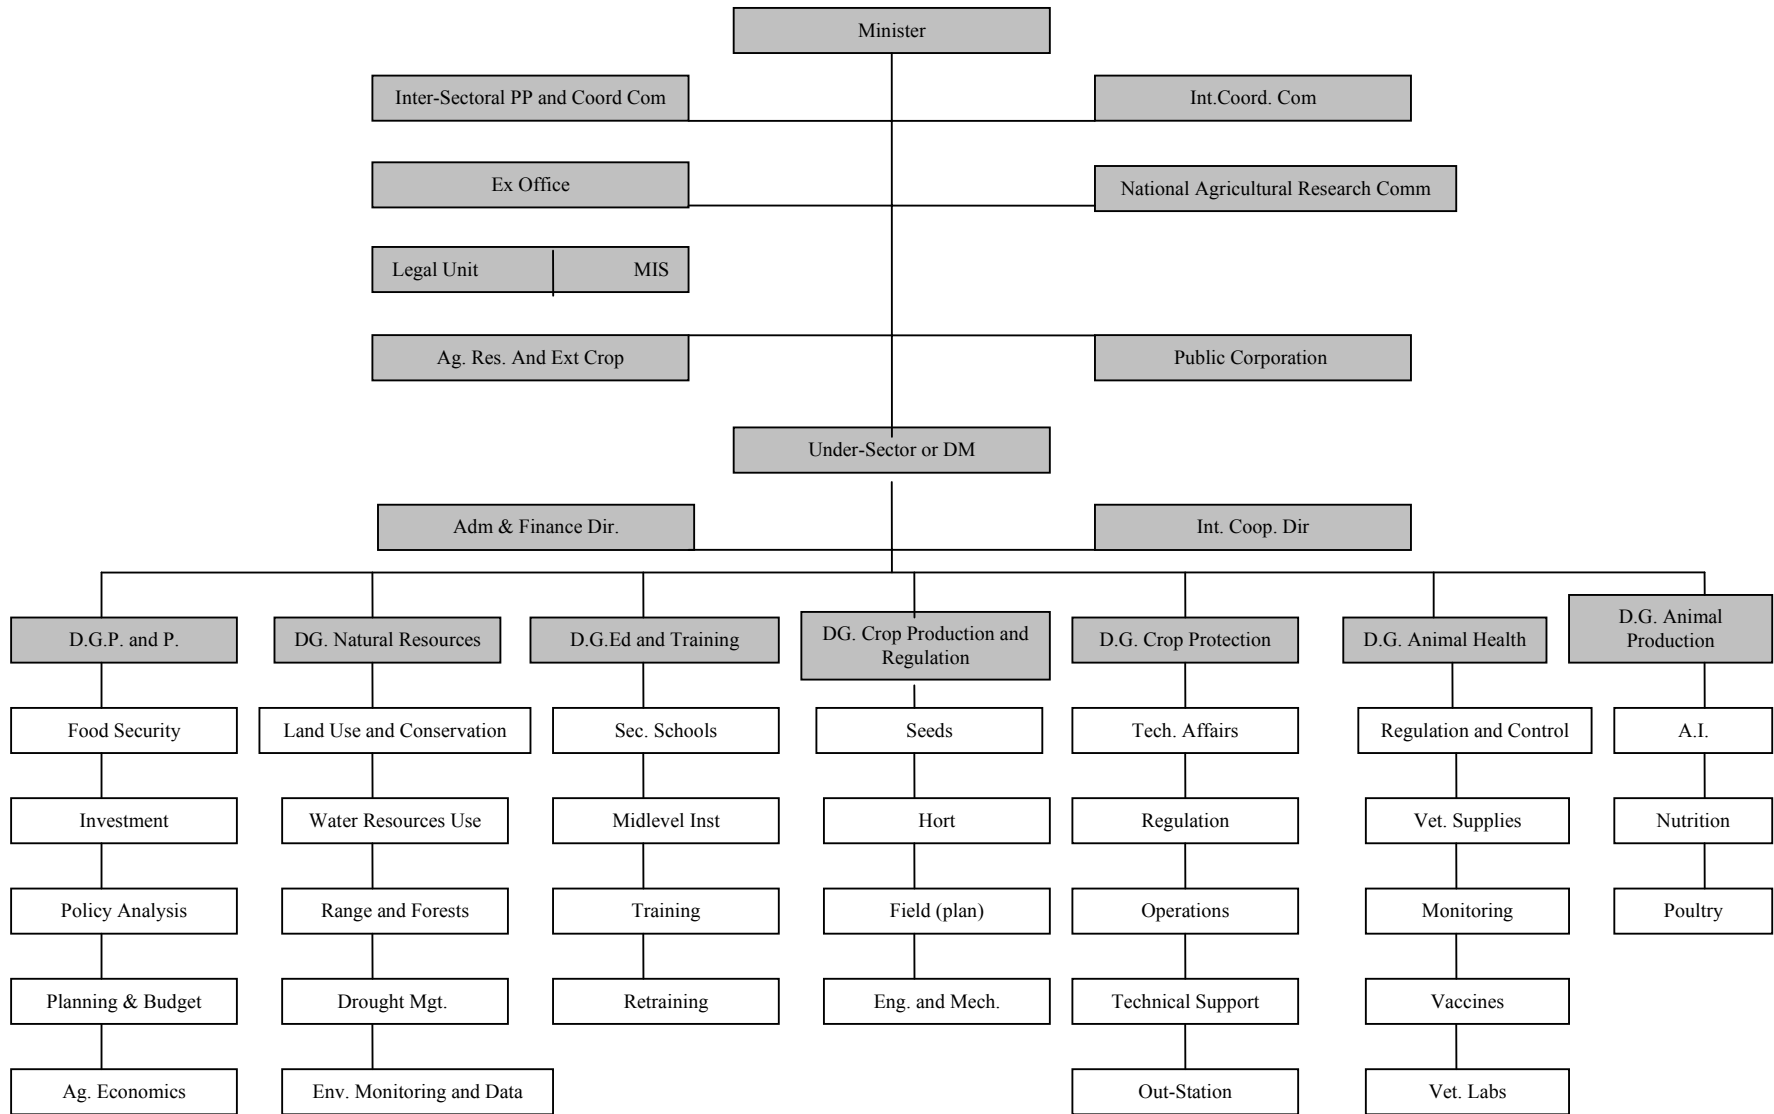 Minister
Inter-Sectoral PP and Coord Com
Int.Coord. Com
Ex Office
National Agricultural Research Comm
Legal Unit
MIS
Ag. Res. And Ext Crop
Public Corporation
Under-Sector or DM
Adm & Finance Dir.
Int. Coop. Dir
D.G.P. and P.
DG. Natural Resources
D.G.Ed and Training
DG. Crop Production and
Regulation
D.G. Crop Protection
D.G. Animal Health
D.G. Animal
Production
Food Security
Land Use and Conservation
Sec. Schools
Seeds
Tech. Affairs
Regulation and Control
A.I.
Investment
Water Resources Use
Midlevel Inst
Hort
Regulation
Vet. Supplies
Nutrition
Policy Analysis
Range and Forests
Training
Field (plan)
Operations
Monitoring
Poultry
Planning & Budget
Drought Mgt.
Retraining
Eng. and Mech.
Technical Support
Vaccines
Ag. Economics
Env. Monitoring and Data
Out-Station
Vet. Labs